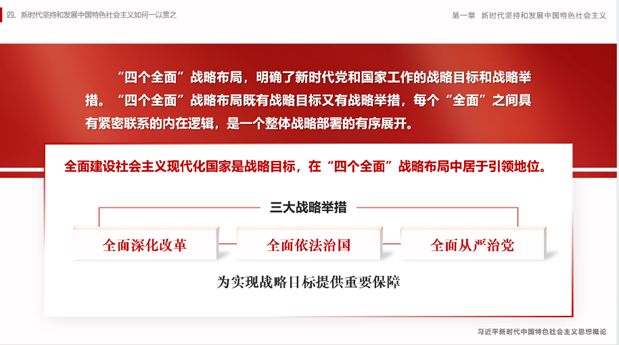 四、新时代坚持和发展中国特色社会主义如何一以贯之
第一章 新时代坚持和发展中国特色社会主义
“四个全面”战略布局，明确了新时代党和国家工作的战略目标和战略举
措。“四个全面”战略布局既有战略目标又有战略举措，每个“全面”之间具
有紧密联系的内在逻辑，是一个整体战略部署的有序展开。
全面建设社会主义现代化国家是战略目标，在“四个全面”战略布局中居于引领地位。
三大战略举措
全面深化改革
全面依法治国
全面从严治党
为实现战略目标提供重要保障
习近平新时代中国特色社会主义思想概论